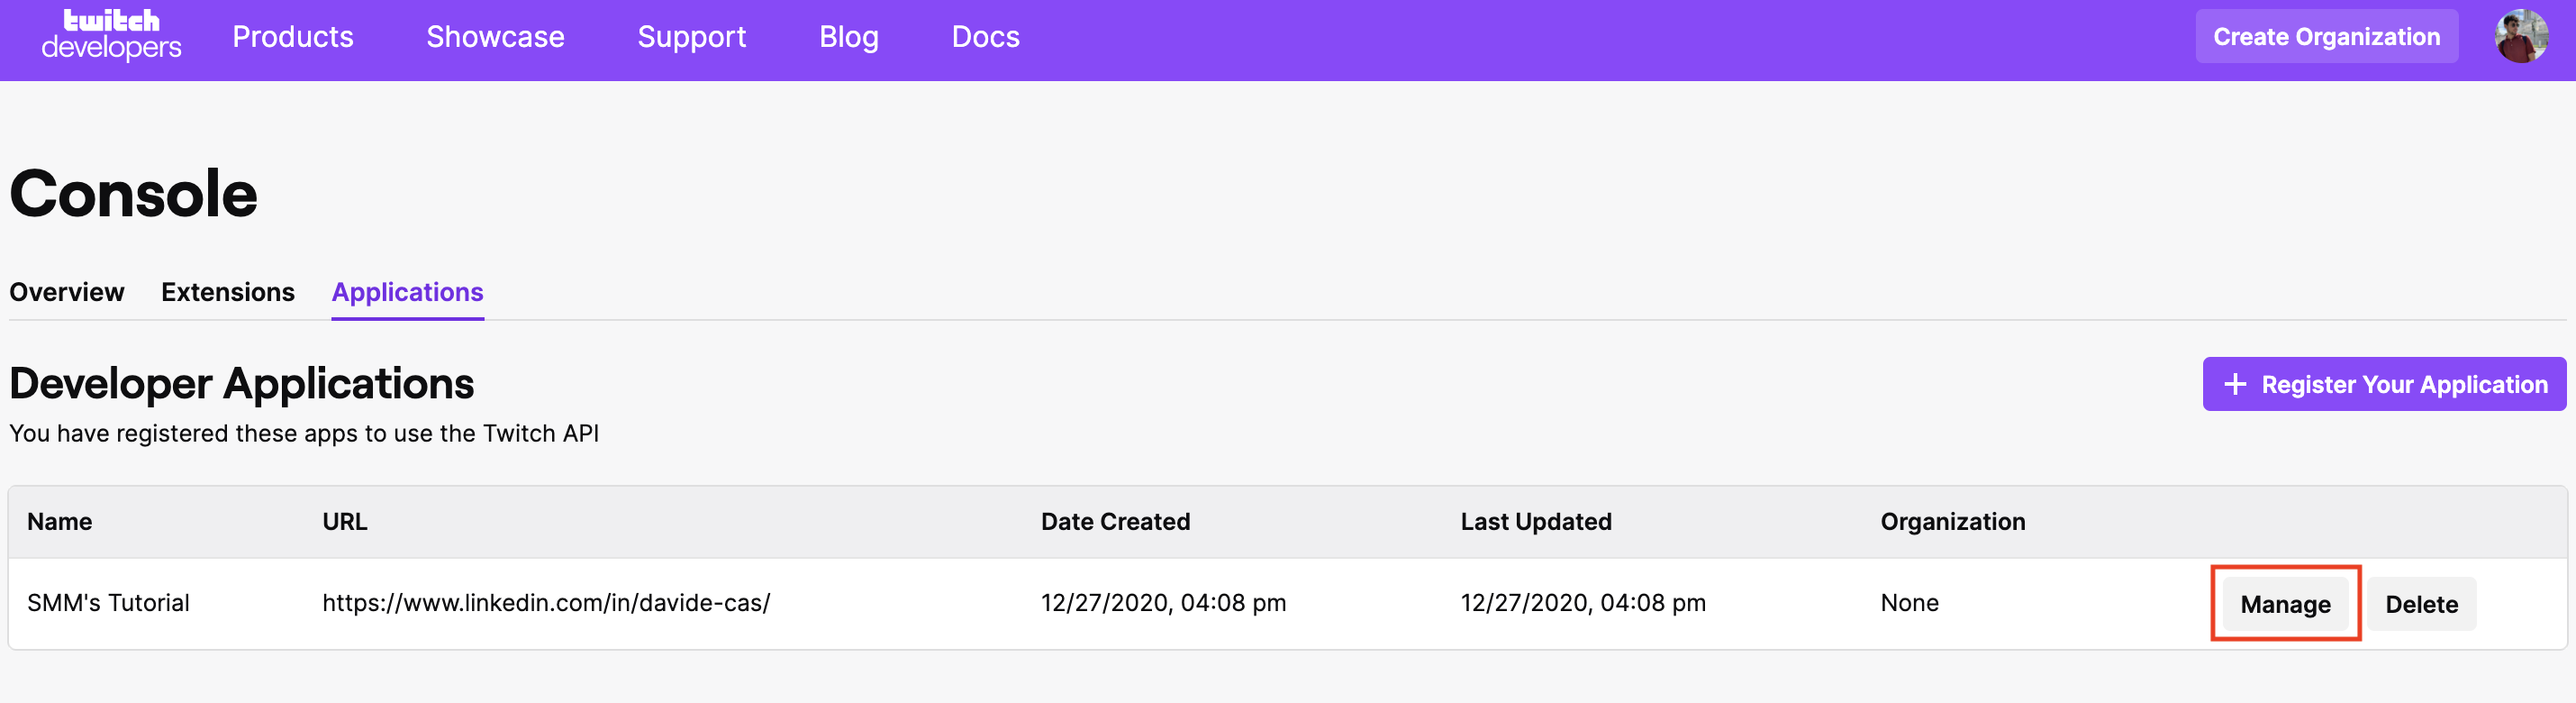 twitch
developers
Products Showcase Support Blog Docs Create Organization
Console
Overview Extensions Applications
Developer Applications
+ Register Your Application
You have registered these apps to use the Twitch API
Name URL Date Created Last Updated Organization
SMM's Tutorial https://www.linkedin.com/in/davide-cas/ 12/27/2020, 04:08 pm 12/27/2020, 04:08 pm None Manage Delete